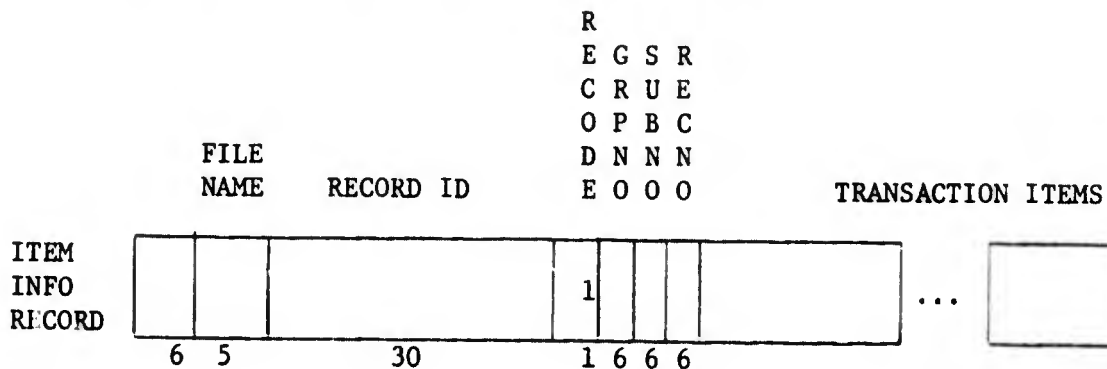 R
E G S R
E R U E
C P B C
O N N N
D O O O
E
FILE
NAME RECORD ID TRANSACTION ITEMS
ITEM
INFO 1 ...
RECORD
6 5 30 1 6 6 6